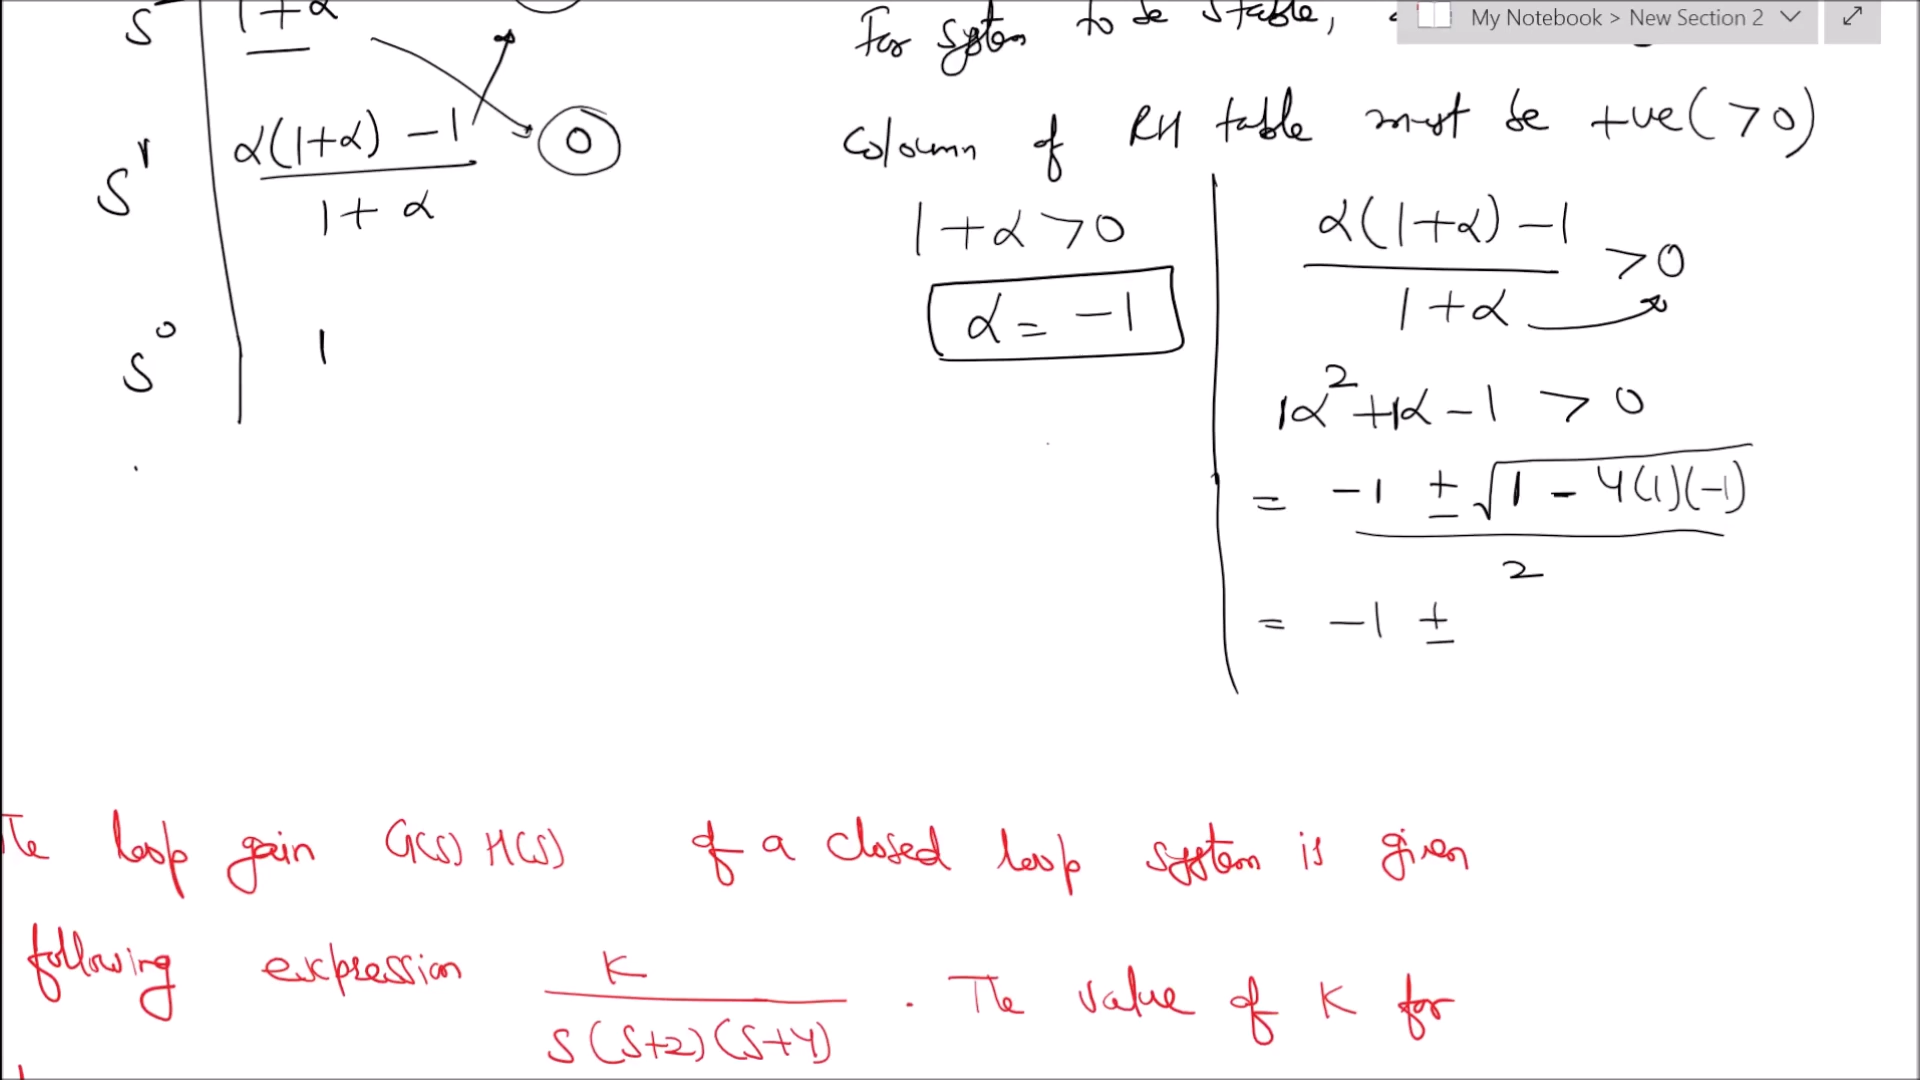 My Notebook > New Section 2
S 1+α
For System to be stable,
Coloumn of RH table must be +ve(>0)
S¹ α(1+α) -1 / 1+α 0
S⁰ 1
1+α >0
α = -1
α(1+α) -1 / 1+α >0
1α²+1α-1 > 0
= -1 ± √1 - 4(1)(-1) / 2
= -1 ±
The loop gain G(s) H(s) of a closed loop system is given
following expression K / S(S+2)(S+4) . The value of K for